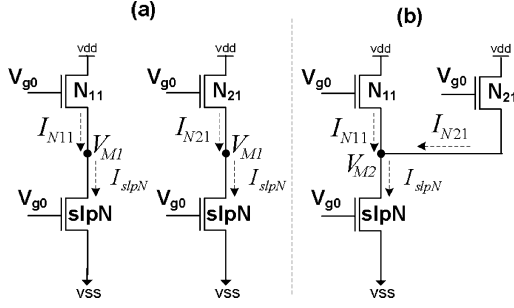 (a)
(b)
vdd
vdd
vdd
vdd
V_g0
N_11
V_g0
N_21
V_g0
N_11
V_g0
N_21
I_N11
V_M1
I_N21
V_M1
I_N11
I_N21
V_M2
I_slpN
I_slpN
I_slpN
V_g0
slpN
V_g0
slpN
V_g0
slpN
vss
vss
vss